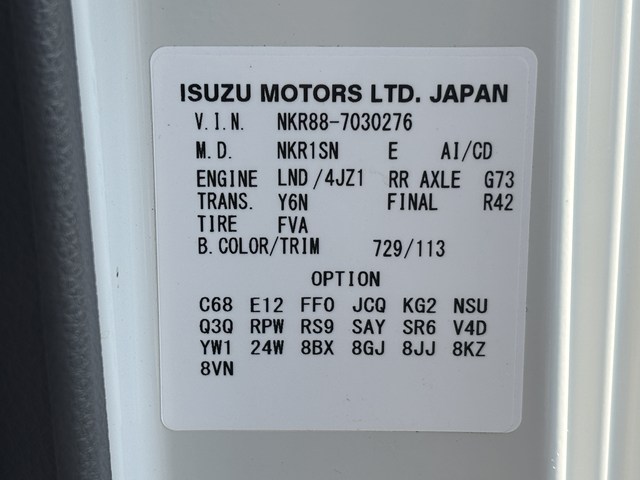 ISUZU MOTORS LTD. JAPAN
V.I.N. NKR88-7030276
M.D. NKR1SN E AI/CD
ENGINE LND/4JZ1 RR AXLE G73
TRANS. Y6N FINAL R42
TIRE FVA
B.COLOR/TRIM 729/113
OPTION
C68 E12 FF0 JCQ KG2 NSU
Q3Q RPW RS9 SAY SR6 V4D
YW1 24W 8BX 8GJ 8JJ 8KZ
8VN